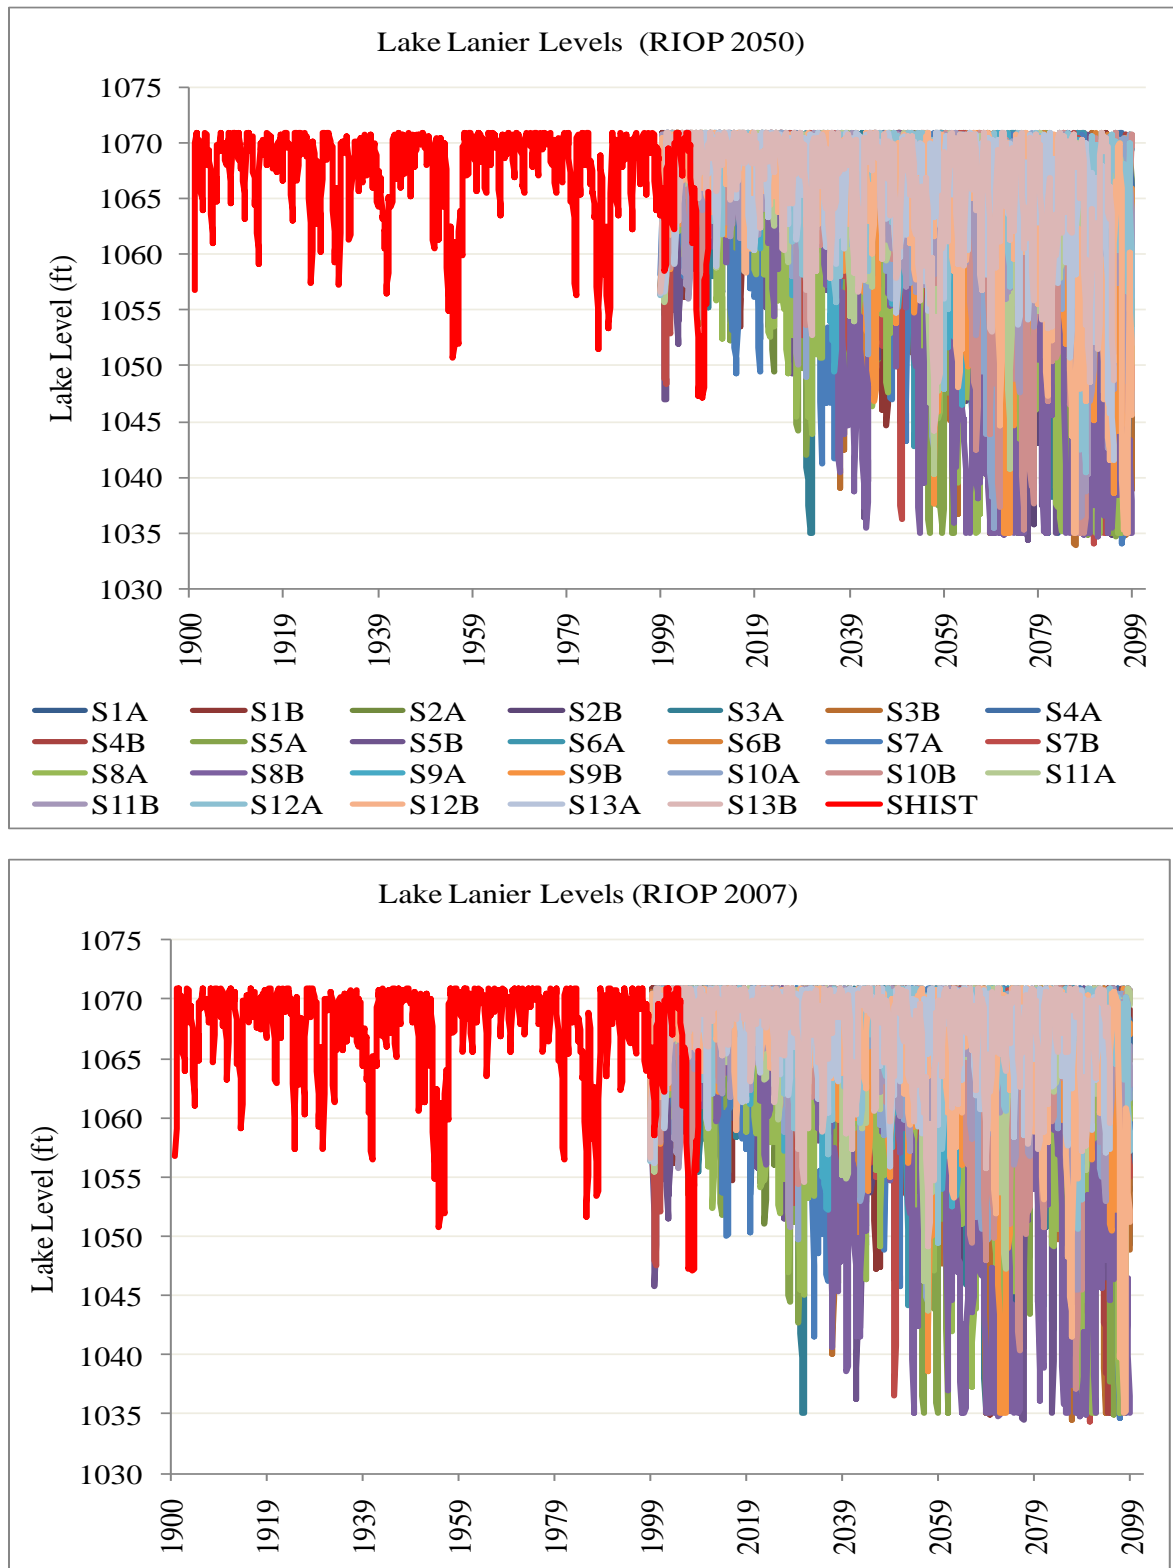 Lake Lanier Levels (RIOP 2050)
1075
1070
1065
1060
1055
1050
1045
1040
1035
1030
Lake Level (ft)
1900 1919 1939 1959 1979 1999 2019 2039 2059 2079 2099
S1A S1B S2A S2B S3A S3B S4A
S4B S5A S5B S6A S6B S7A S7B
S8A S8B S9A S9B S10A S10B S11A
S11B S12A S12B S13A S13B SHIST
Lake Lanier Levels (RIOP 2007)
1075
1070
1065
1060
1055
1050
1045
1040
1035
1030
Lake Level (ft)
1900 1919 1939 1959 1979 1999 2019 2039 2059 2079 2099